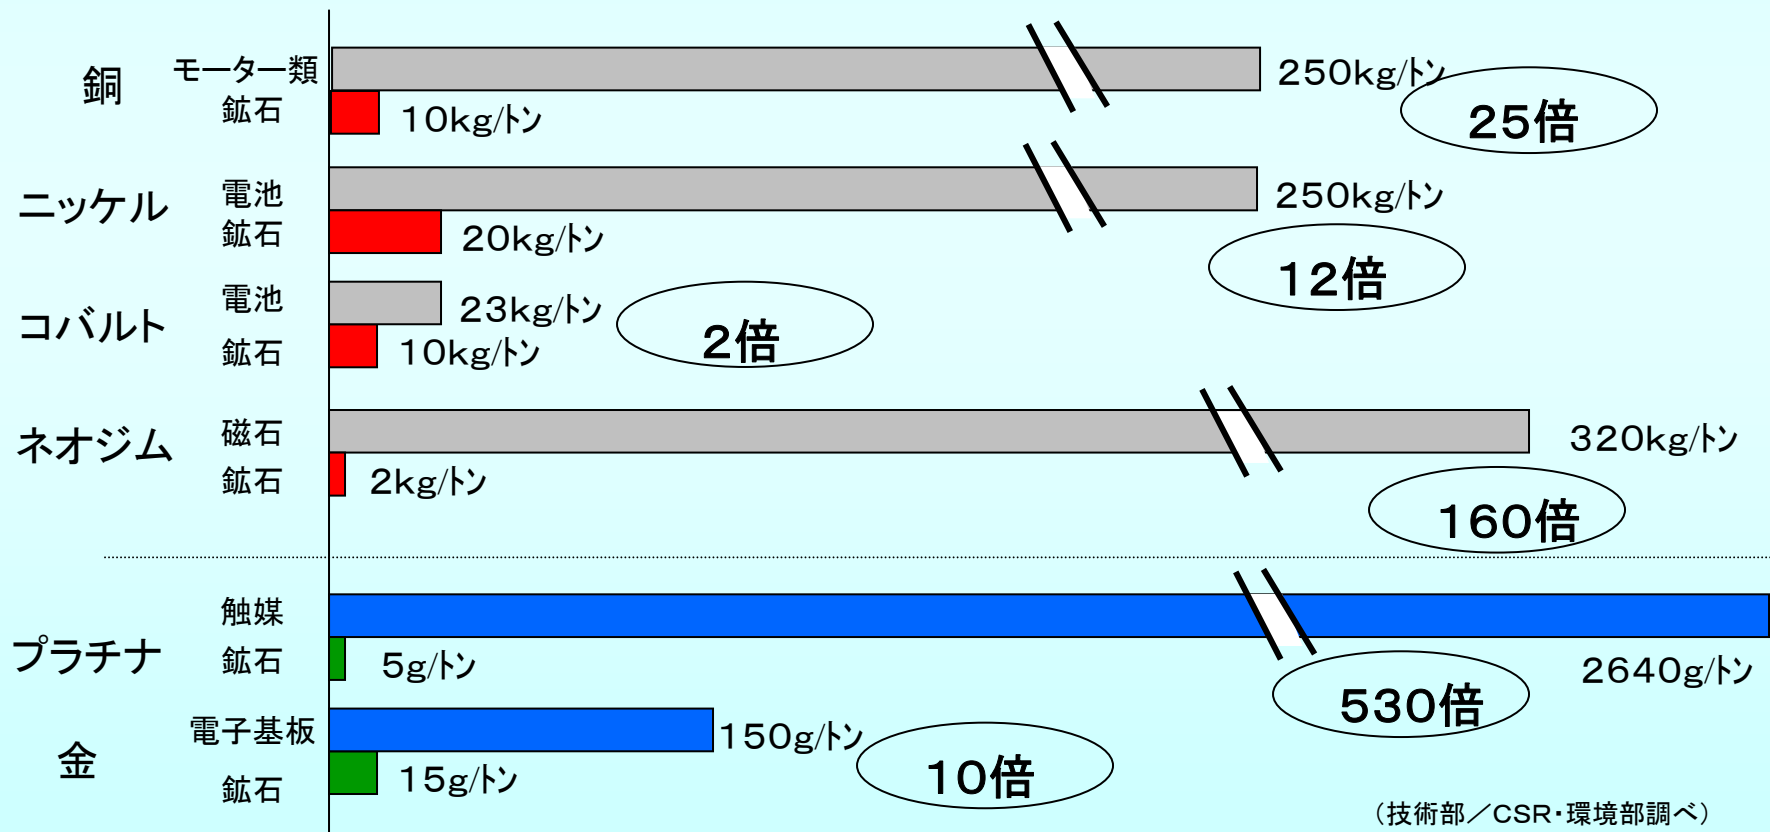 銅
モーター類
250kg/トン
鉱石
10kg/トン
25倍
ニッケル
電池
250kg/トン
鉱石
20kg/トン
12倍
コバルト
電池
23kg/トン
鉱石
10kg/トン
2倍
ネオジム
磁石
320kg/トン
鉱石
2kg/トン
160倍
プラチナ
触媒
2640g/トン
鉱石
5g/トン
530倍
金
電子基板
150g/トン
鉱石
15g/トン
10倍
（技術部／CSR・環境部調べ）